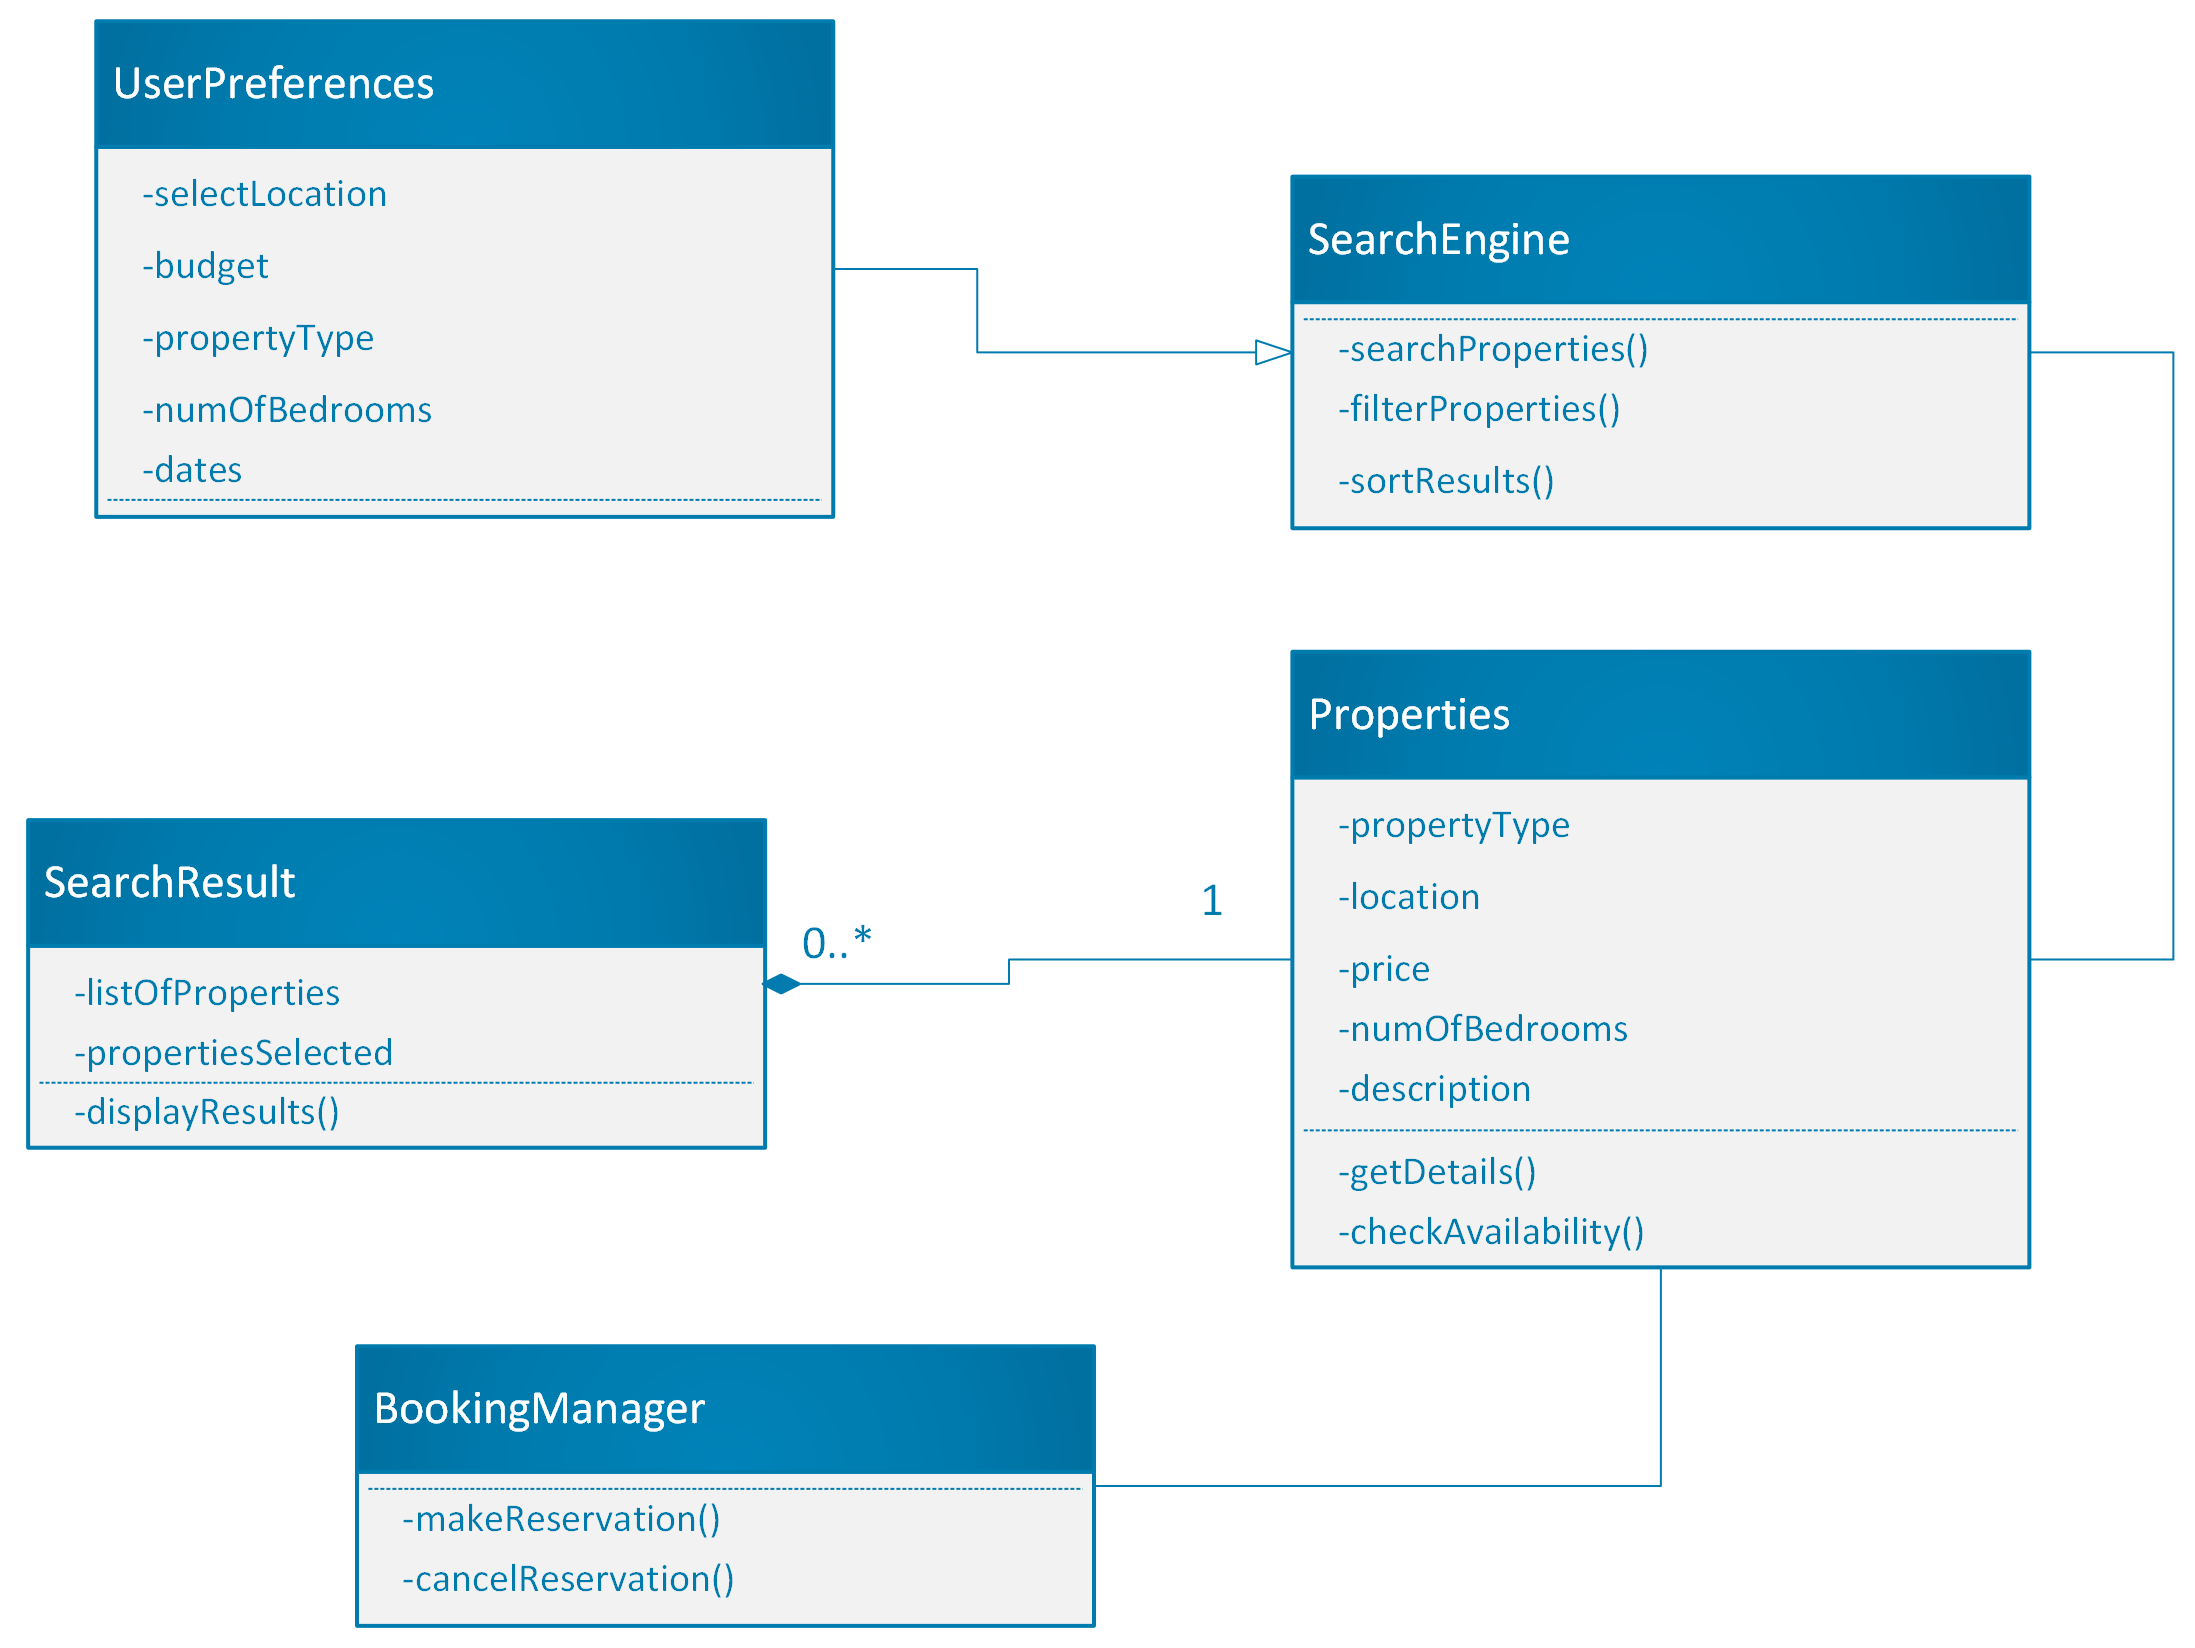 UserPreferences
-selectLocation
-budget
-propertyType
-numOfBedrooms
-dates
SearchEngine
-searchProperties()
-filterProperties()
-sortResults()
Properties
-propertyType
-location
-price
-numOfBedrooms
-description
-getDetails()
-checkAvailability()
SearchResult
-listOfProperties
-propertiesSelected
-displayResults()
0..*
1
BookingManager
-makeReservation()
-cancelReservation()